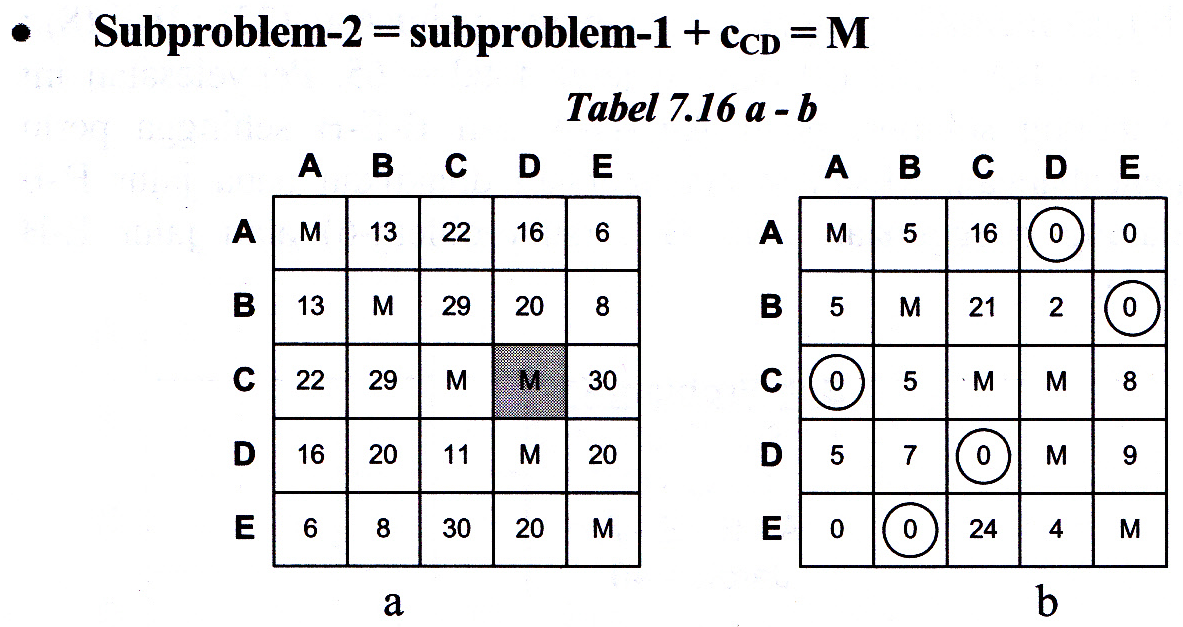 • Subproblem-2 = subproblem-1 + cCD = M
Tabel 7.16 a - b
A B C D E A B C D E
A M 13 22 16 6 A M 5 16 0 0
B 13 M 29 20 8 B 5 M 21 2 0
C 22 29 M M 30 C 0 5 M M 8
D 16 20 11 M 20 D 5 7 0 M 9
E 6 8 30 20 M E 0 0 24 4 M
a b